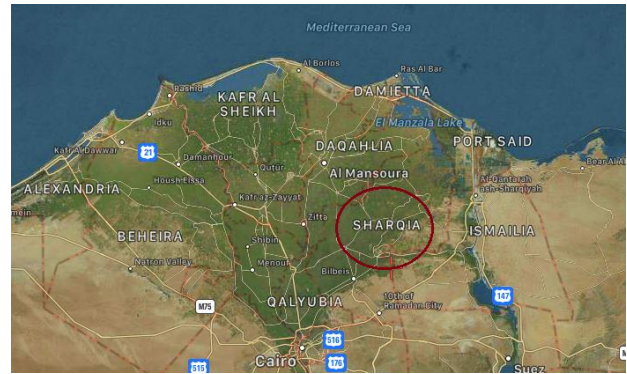 Mediterranean Sea
Al Borlos
Ras Al Bar
Rashid
KAFR AL
SHEIKH
DAMIETTA
Idku
El Manzala Lake
21
Kafr Al Dawwar
Damanhour
Qutur
DAQAHLIA
PORT SAID
Al Mansoura
Bear Al A
ALEXANDRIA
Housh Eissa
Al-Qantarah
ash-Sharqiyah
Kafr az-Zayyat
mein
Zifta
SHARQIA
ISMAILIA
BEHEIRA
Shibin
Natron Valley
Menouf
Bilbeis
QALYUBIA
10th of
Ramadan City
147
M75
516
Cairo
515
176
Suez
M